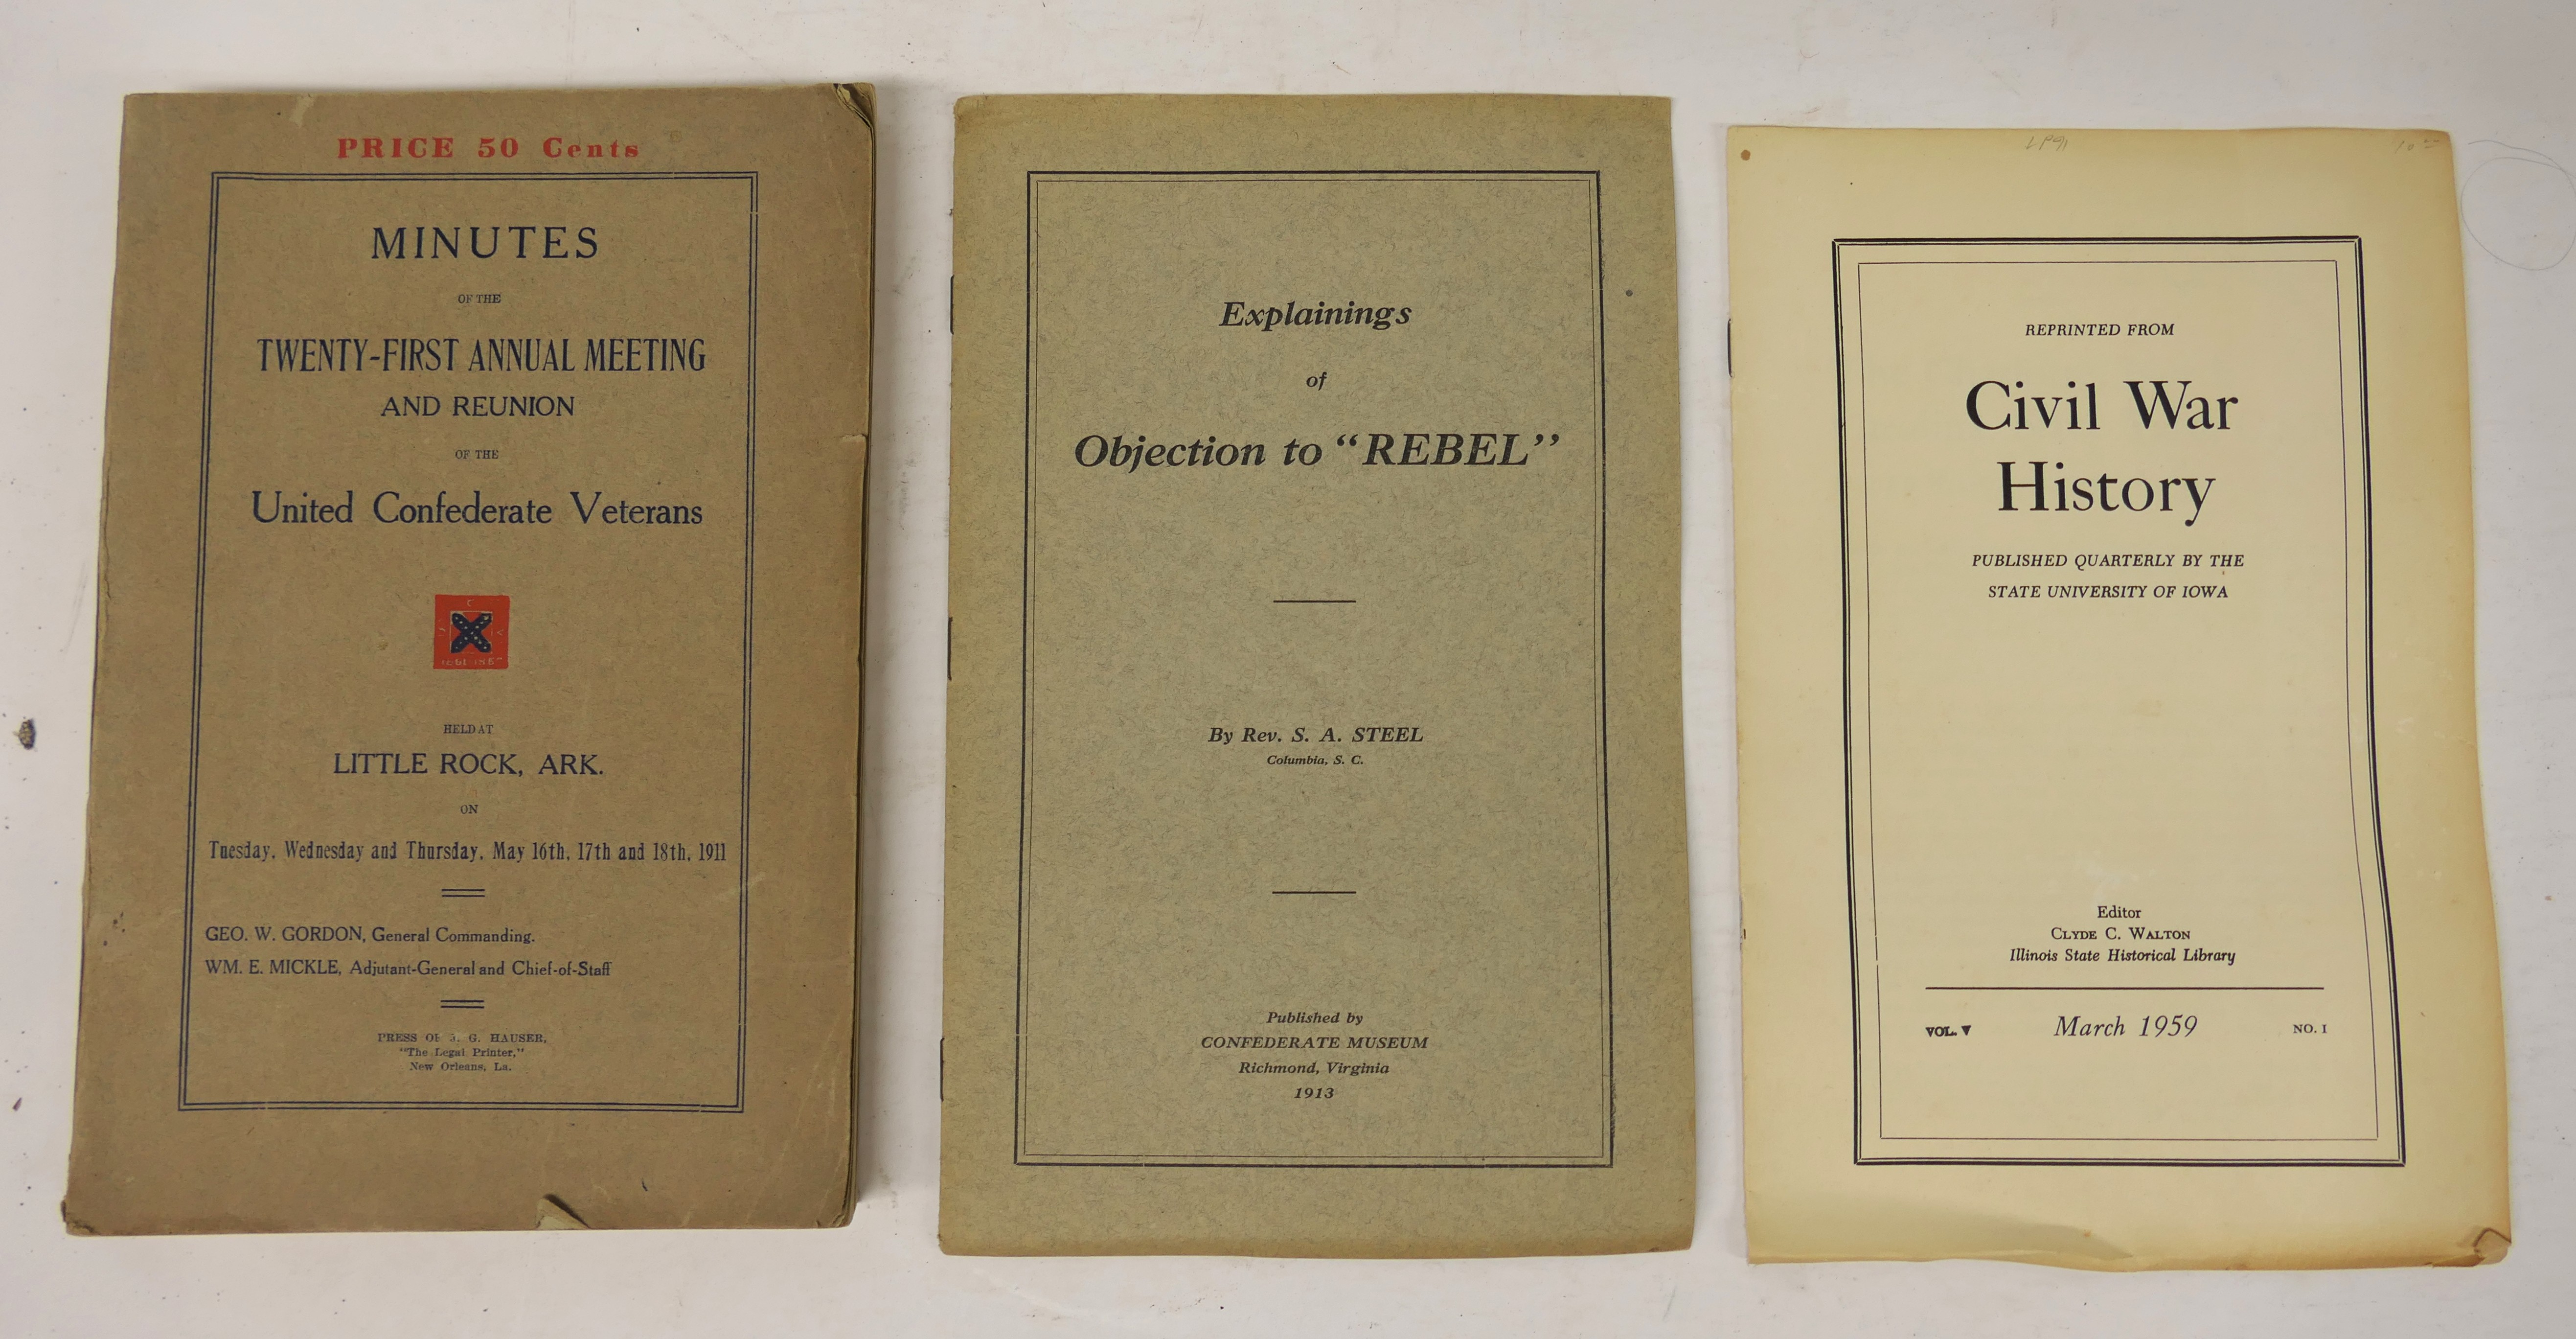 PRICE 50 Cents
MINUTES
OF THE
TWENTY-FIRST ANNUAL MEETING
AND REUNION
OF THE
United Confederate Veterans
HELD AT
LITTLE ROCK, ARK.
ON
Tuesday, Wednesday and Thursday, May 16th, 17th and 18th, 1911
GEO. W. GORDON, General Commanding.
WM. E. MICKLE, Adjutant-General and Chief-of-Staff
PRESS OF G. HAUSER,
"The Legal Printer,"
New Orleans, La.
Explainings
of
Objection to "REBEL"
By Rev. S. A. STEEL
Columbia, S. C.
Published by
CONFEDERATE MUSEUM
Richmond, Virginia
1913
REPRINTED FROM
Civil War
History
PUBLISHED QUARTERLY BY THE
STATE UNIVERSITY OF IOWA
Editor
CLYDE C. WALTON
Illinois State Historical Library
VOL. V March 1959 NO. I